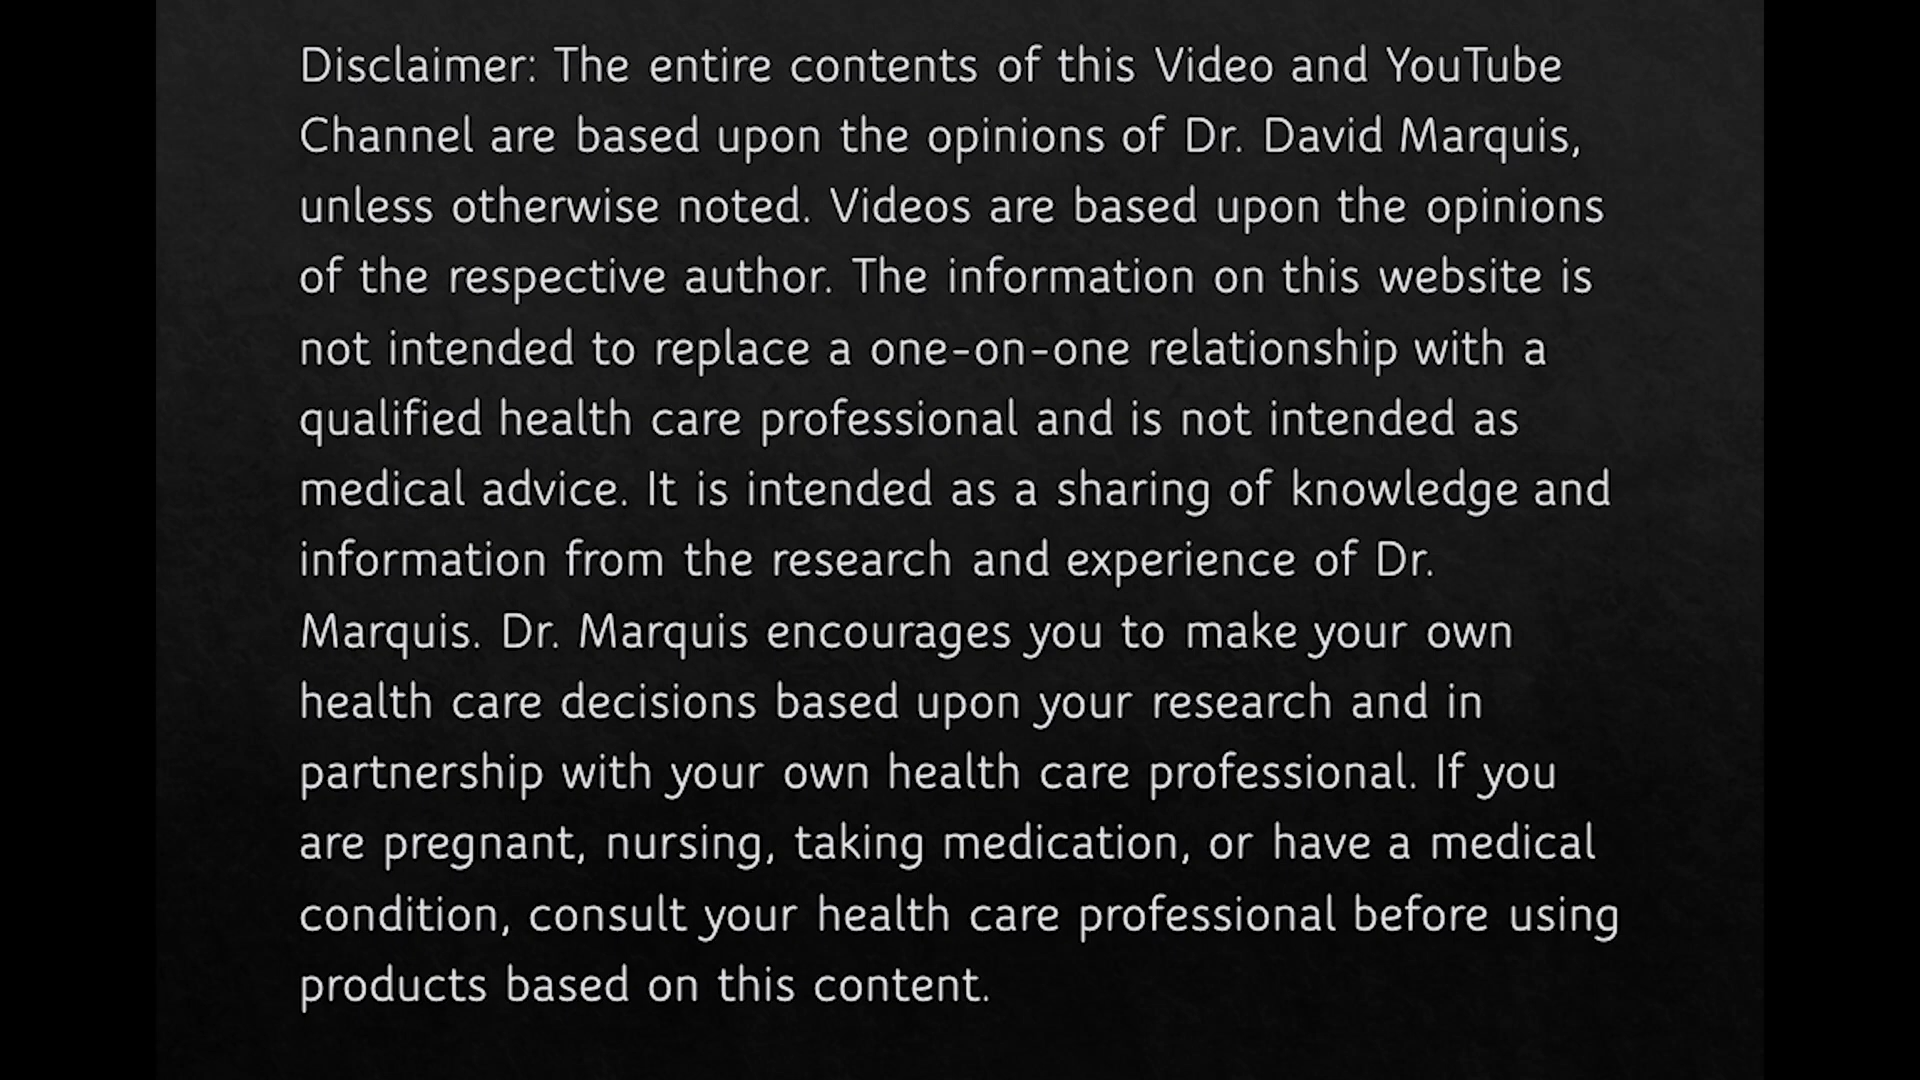 Disclaimer: The entire contents of this Video and YouTube
Channel are based upon the opinions of Dr. David Marquis,
unless otherwise noted. Videos are based upon the opinions
of the respective author. The information on this website is
not intended to replace a one-on-one relationship with a
qualified health care professional and is not intended as
medical advice. It is intended as a sharing of knowledge and
information from the research and experience of Dr.
Marquis. Dr. Marquis encourages you to make your own
health care decisions based upon your research and in
partnership with your own health care professional. If you
are pregnant, nursing, taking medication, or have a medical
condition, consult your health care professional before using
products based on this content.